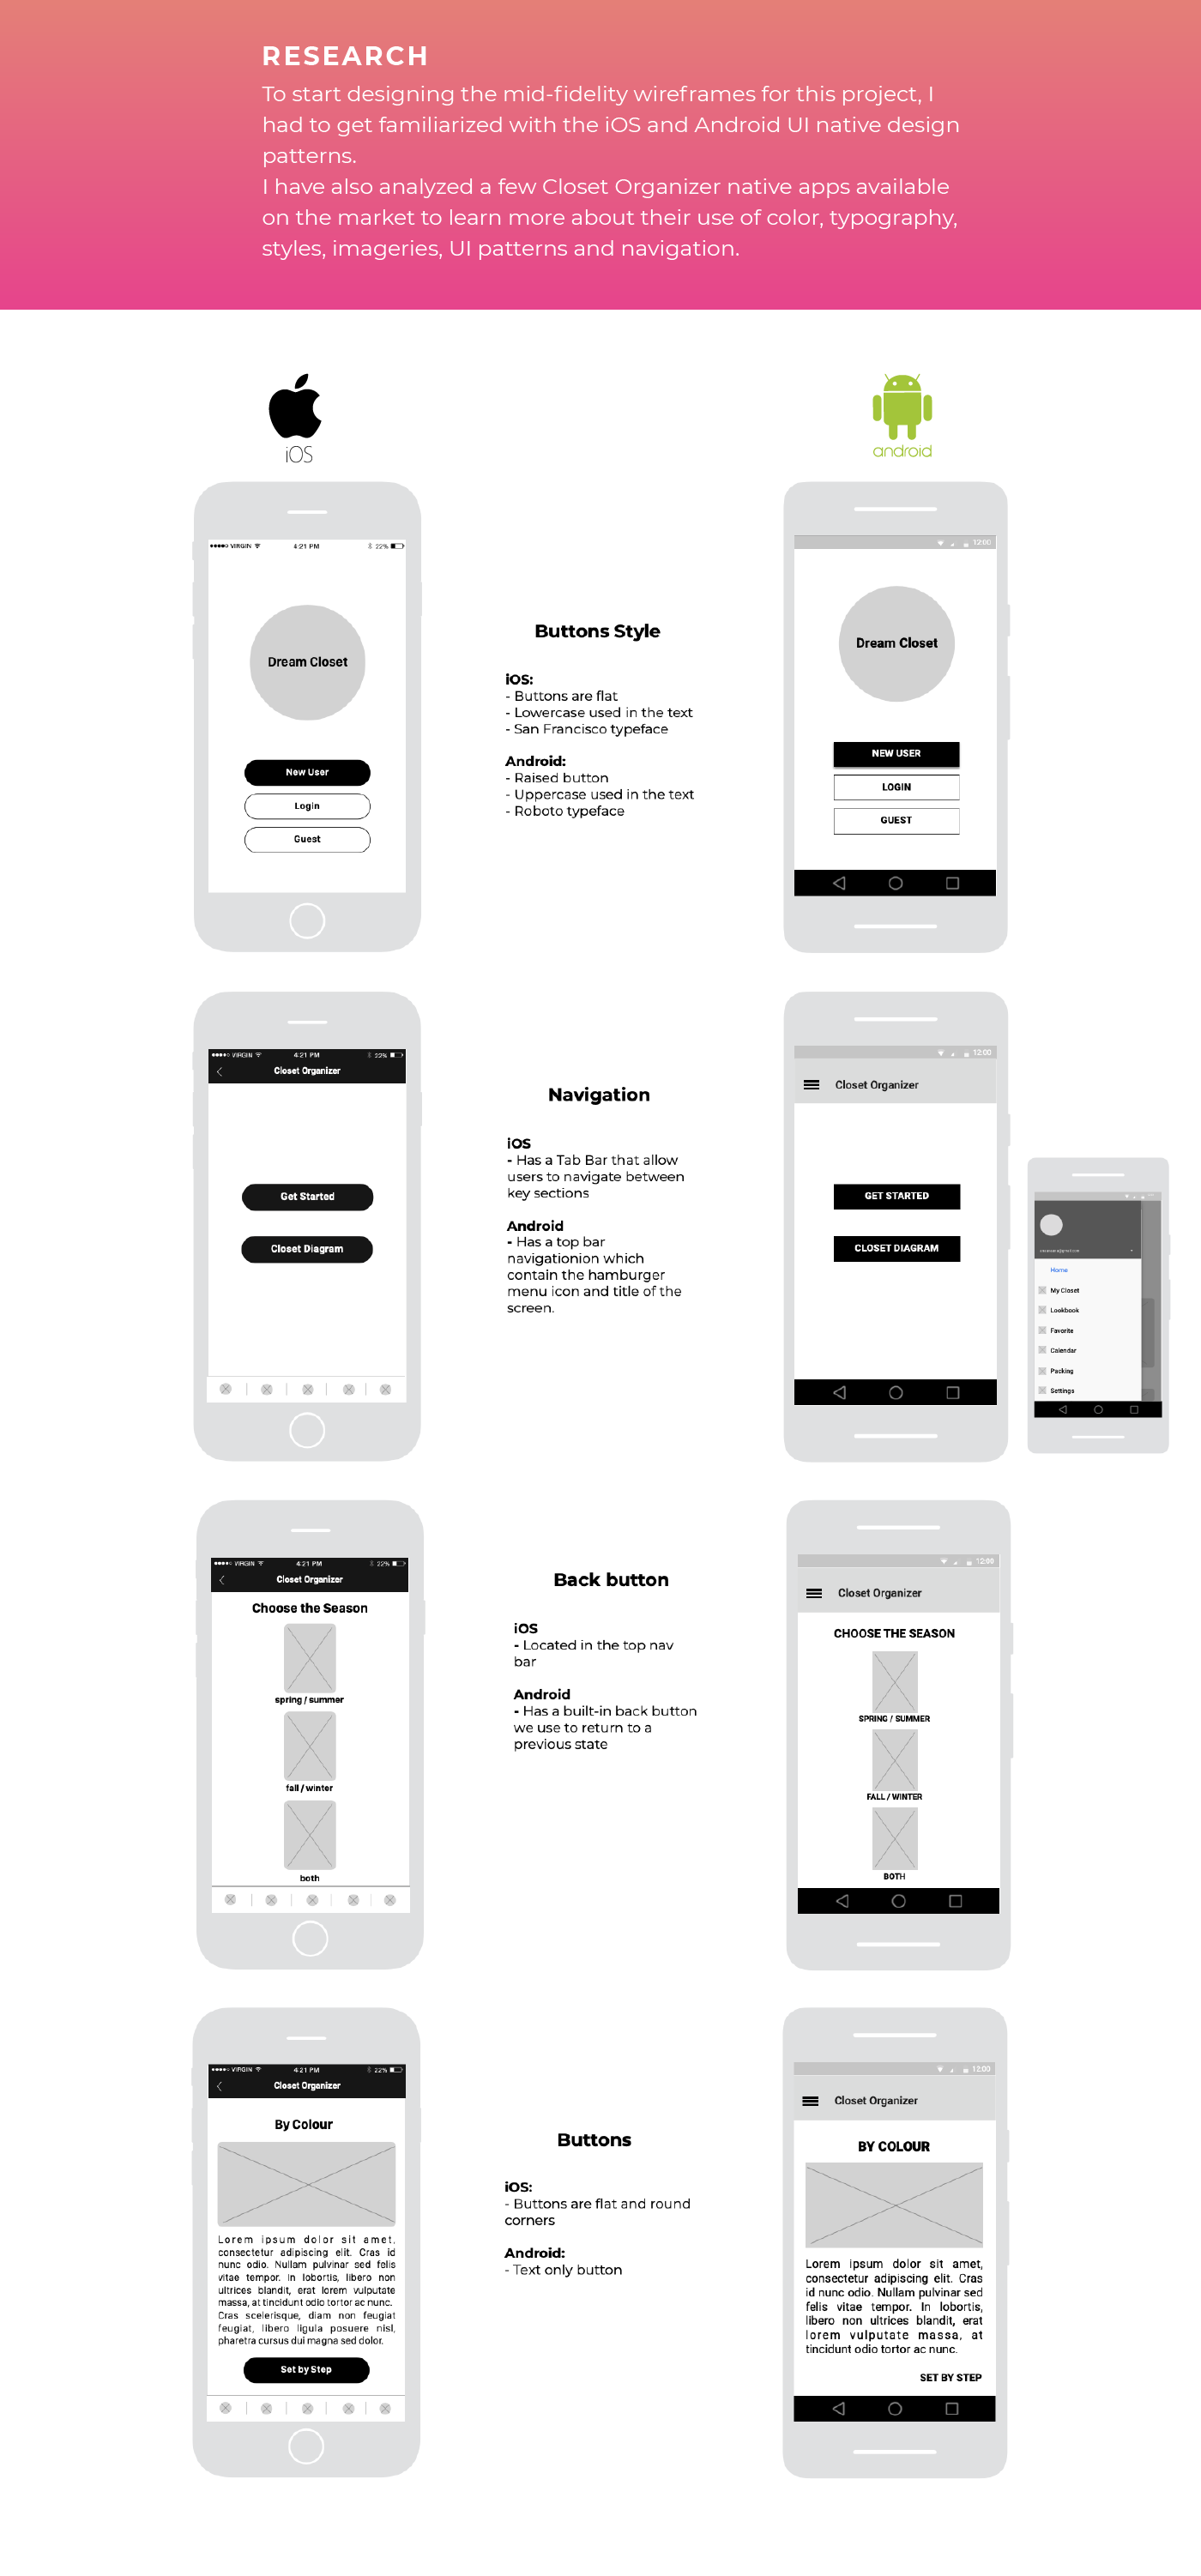 RESEARCH
To start designing the mid-fidelity wireframes for this project, I
had to get familiarized with the iOS and Android UI native design
patterns.
I have also analyzed a few Closet Organizer native apps available
on the market to learn more about their use of color, typography,
styles, imageries, UI patterns and navigation.
iOS
android
VIRGIN
4:21 PM
22%
Dream Closet
New User
Login
Guest
Buttons Style
iOS:
- Buttons are flat
- Lowercase used in the text
- San Francisco typeface
Android:
- Raised button
- Uppercase used in the text
- Roboto typeface
12:00
Dream Closet
NEW USER
LOGIN
GUEST
VIRGIN
4:21 PM
22%
Closet Organizer
Get Started
Closet Diagram
Navigation
iOS
- Has a Tab Bar that allow
users to navigate between
key sections
Android
- Has a top bar
navigationion which
contain the hamburger
menu icon and title of the
screen.
12:00
Closet Organizer
GET STARTED
CLOSET DIAGRAM
Home
My Closet
Lookbook
Favorite
Calendar
Packing
Settings
VIRGIN
4:21 PM
22%
Closet Organizer
Choose the Season
spring / summer
fall / winter
both
Back button
iOS
- Located in the top nav
bar
Android
- Has a built-in back button
we use to return to a
previous state
12:00
Closet Organizer
CHOOSE THE SEASON
SPRING / SUMMER
FALL / WINTER
BOTH
VIRGIN
4:21 PM
22%
Closet Organizer
By Colour
Lorem ipsum dolor sit amet,
consectetur adipiscing elit. Cras id
nunc odio. Nullam pulvinar sed felis
vitae tempor. In lobortis, libero non
ultrices blandit, erat lorem vulputate
massa, at tincidunt odio tortor ac nunc.
Cras scelerisque, diam non feugiat
feugiat, libero ligula posuere nisl,
pharetra cursus dui magna sed dolor.
Set by Step
Buttons
iOS:
- Buttons are flat and round
corners
Android:
- Text only button
12:00
Closet Organizer
BY COLOUR
Lorem ipsum dolor sit amet,
consectetur adipiscing elit. Cras
id nunc odio. Nullam pulvinar sed
felis vitae tempor. In lobortis,
libero non ultrices blandit, erat
lorem vulputate massa, at
tincidunt odio tortor ac nunc.
SET BY STEP